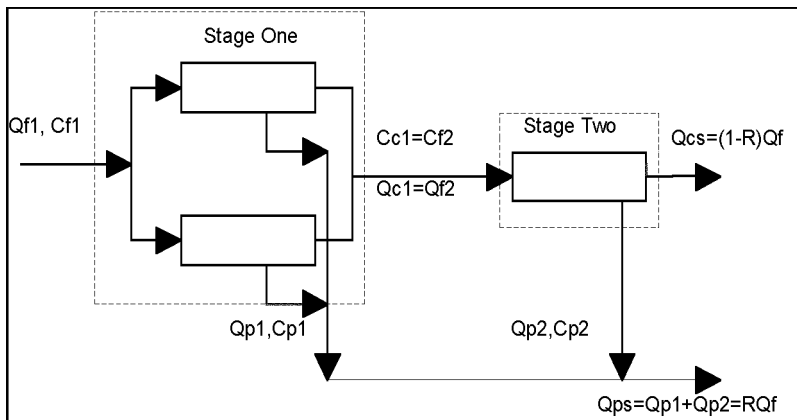 Stage One
Qf1, Cf1
Cc1=Cf2
Qc1=Qf2
Stage Two
Qcs=(1-R)Qf
Qp1,Cp1
Qp2,Cp2
Qps=Qp1+Qp2=RQf